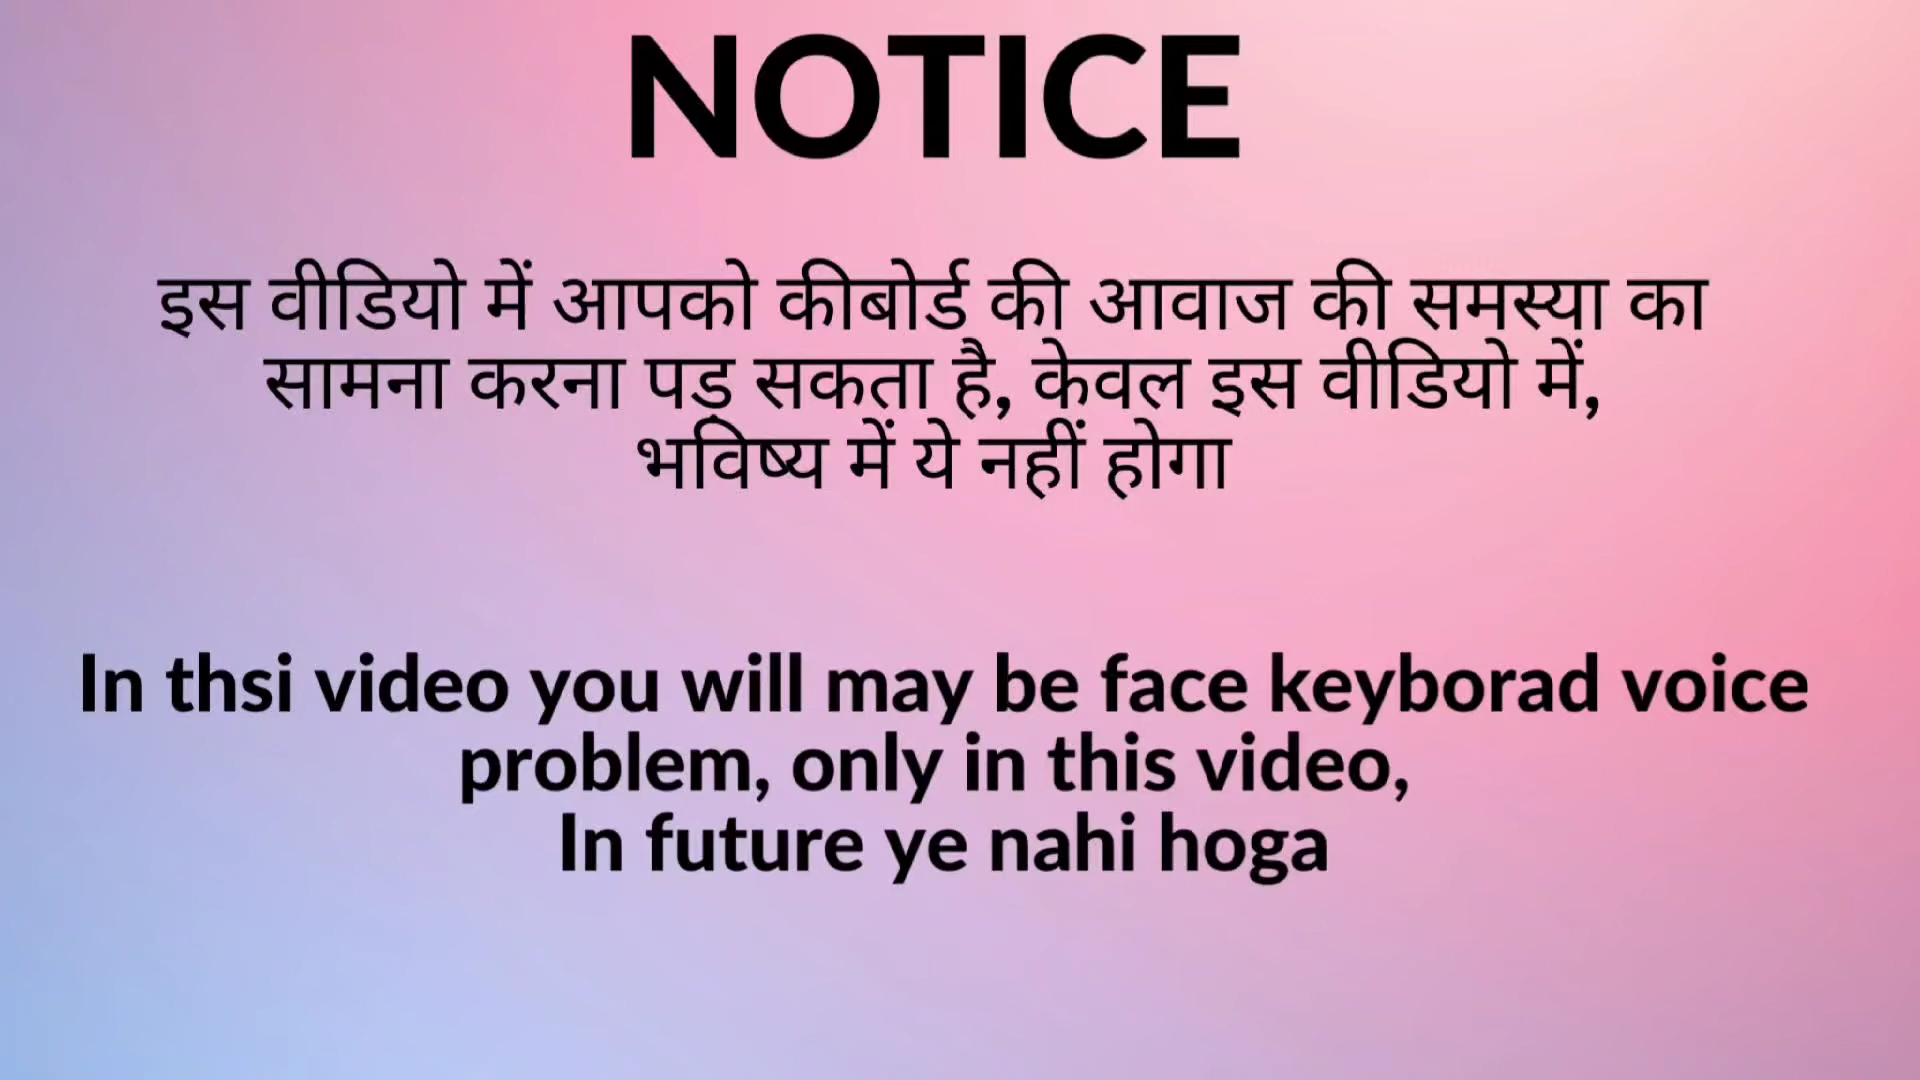 NOTICE
इस वीडियो में आपको कीबोर्ड की आवाज की समस्या का
सामना करना पड़ सकता है, केवल इस वीडियो में,
भविष्य में ये नहीं होगा
In thsi video you will may be face keyborad voice
problem, only in this video,
In future ye nahi hoga